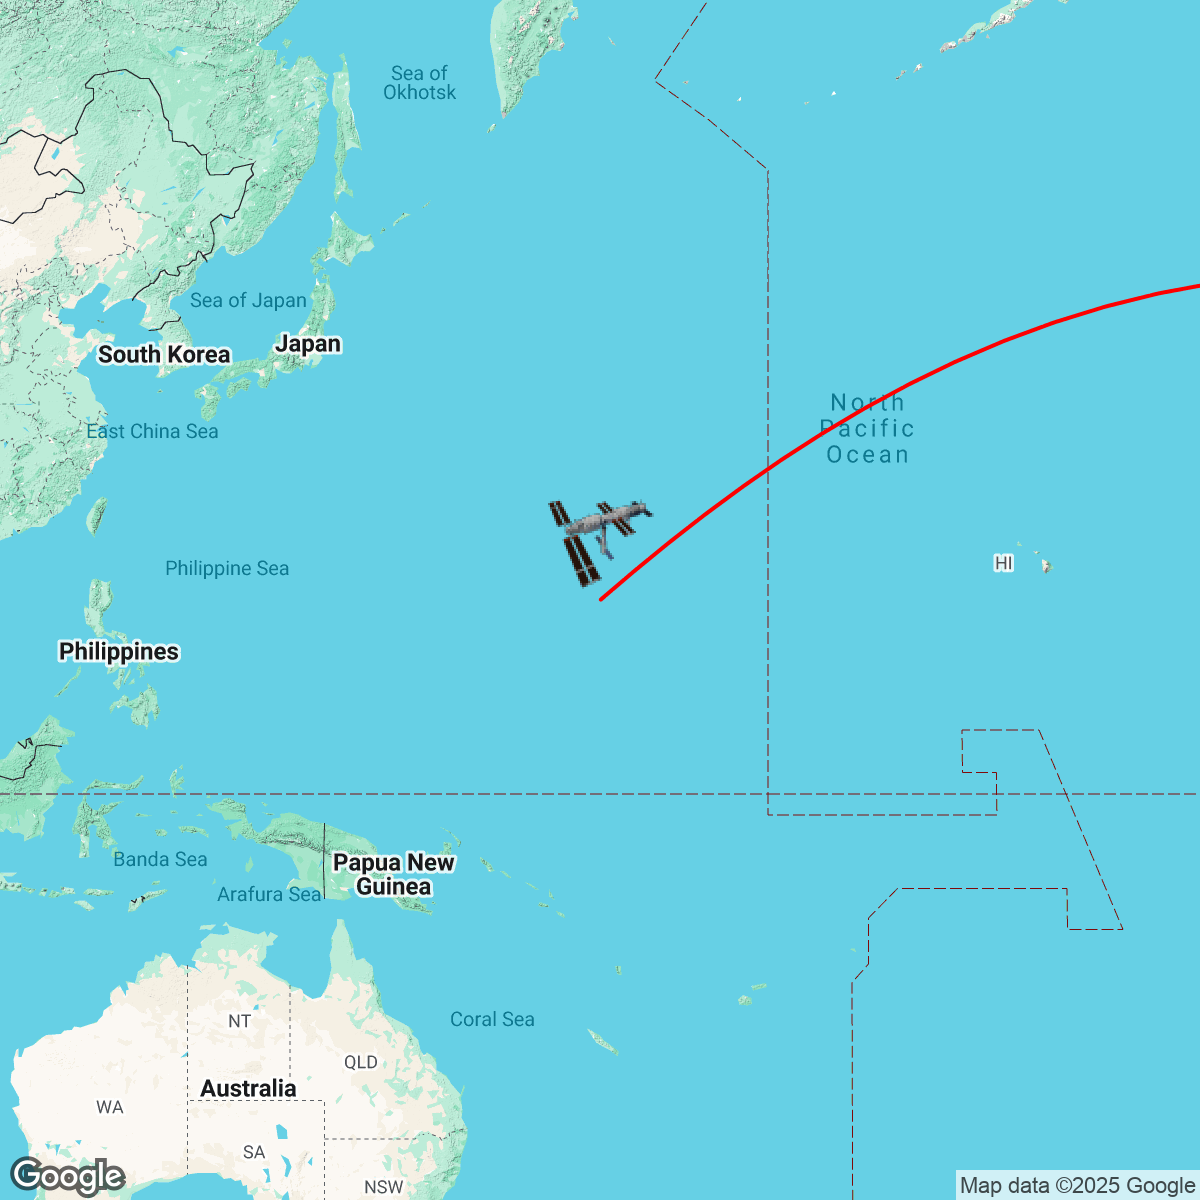 Sea of
Okhotsk
Sea of Japan
Japan
South Korea
North
Pacific
Ocean
East China Sea
HI
Philippine Sea
Philippines
Banda Sea
Papua New
Guinea
Arafura Sea
Coral Sea
NT
QLD
Australia
WA
SA
NSW
Google
Map data ©2025 Google